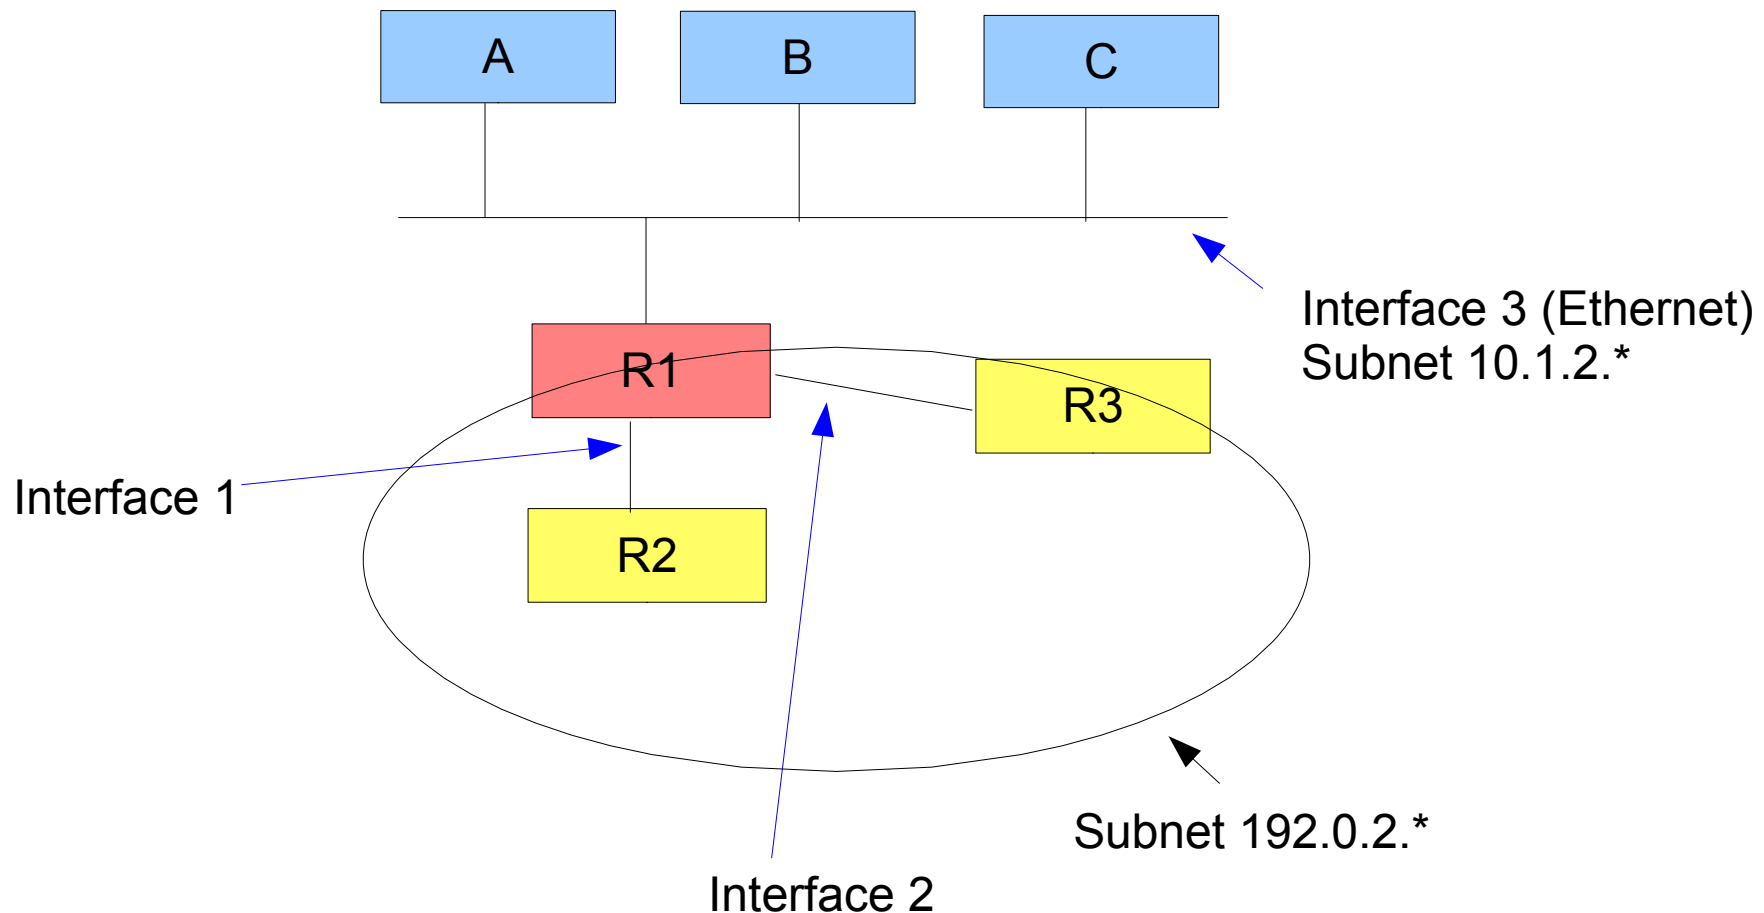 A
B
C
Interface 3 (Ethernet)
Subnet 10.1.2.*
R1
R3
Interface 1
R2
Subnet 192.0.2.*
Interface 2